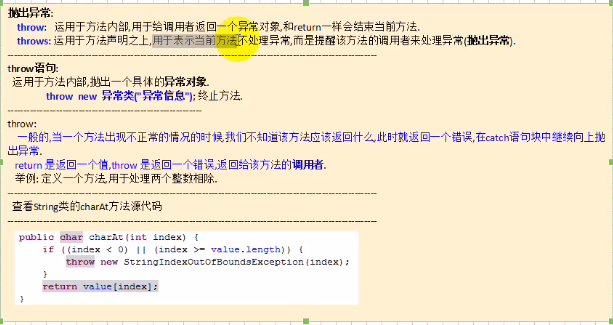 抛出异常:
throw: 运用于方法内部,用于给调用者返回一个异常对象,和return一样会结束当前方法.
throws: 运用于方法声明之上,用于表示当前方法不处理异常,而是提醒该方法的调用者来处理异常(抛出异常).
throw语句:
运用于方法内部,抛出一个具体的异常对象.
throw new 异常类("异常信息"); 终止方法.
throw:
一般的,当一个方法出现不正常的情况的时候,我们不知道该方法应该返回什么,此时就返回一个错误,在catch语句块中继续向上抛
出异常.
return 是返回一个值,throw 是返回一个错误,返回给该方法的调用者.
举例: 定义一个方法,用于处理两个整数相除.
查看String类的charAt方法源代码
public char charAt(int index) {
if ((index < 0) || (index >= value.length)) {
throw new StringIndexOutOfBoundsException(index);
}
return value[index];
}